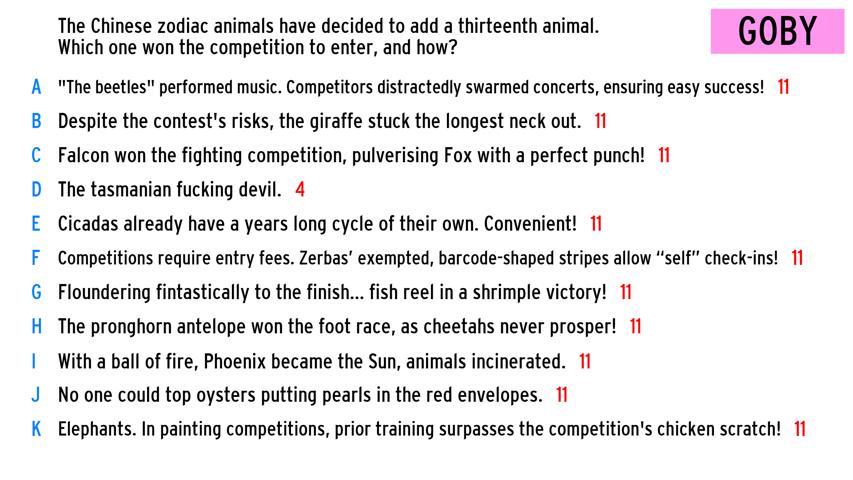 The Chinese zodiac animals have decided to add a thirteenth animal.
Which one won the competition to enter, and how?
GOBY
A "The beetles" performed music. Competitors distractedly swarmed concerts, ensuring easy success! 11
B Despite the contest's risks, the giraffe stuck the longest neck out. 11
C Falcon won the fighting competition, pulverising Fox with a perfect punch! 11
D The tasmanian fucking devil. 4
E Cicadas already have a years long cycle of their own. Convenient! 11
F Competitions require entry fees. Zerbas’ exempted, barcode-shaped stripes allow “self” check-ins! 11
G Floundering fintastically to the finish... fish reel in a shrimple victory! 11
H The pronghorn antelope won the foot race, as cheetahs never prosper! 11
I With a ball of fire, Phoenix became the Sun, animals incinerated. 11
J No one could top oysters putting pearls in the red envelopes. 11
K Elephants. In painting competitions, prior training surpasses the competition's chicken scratch! 11